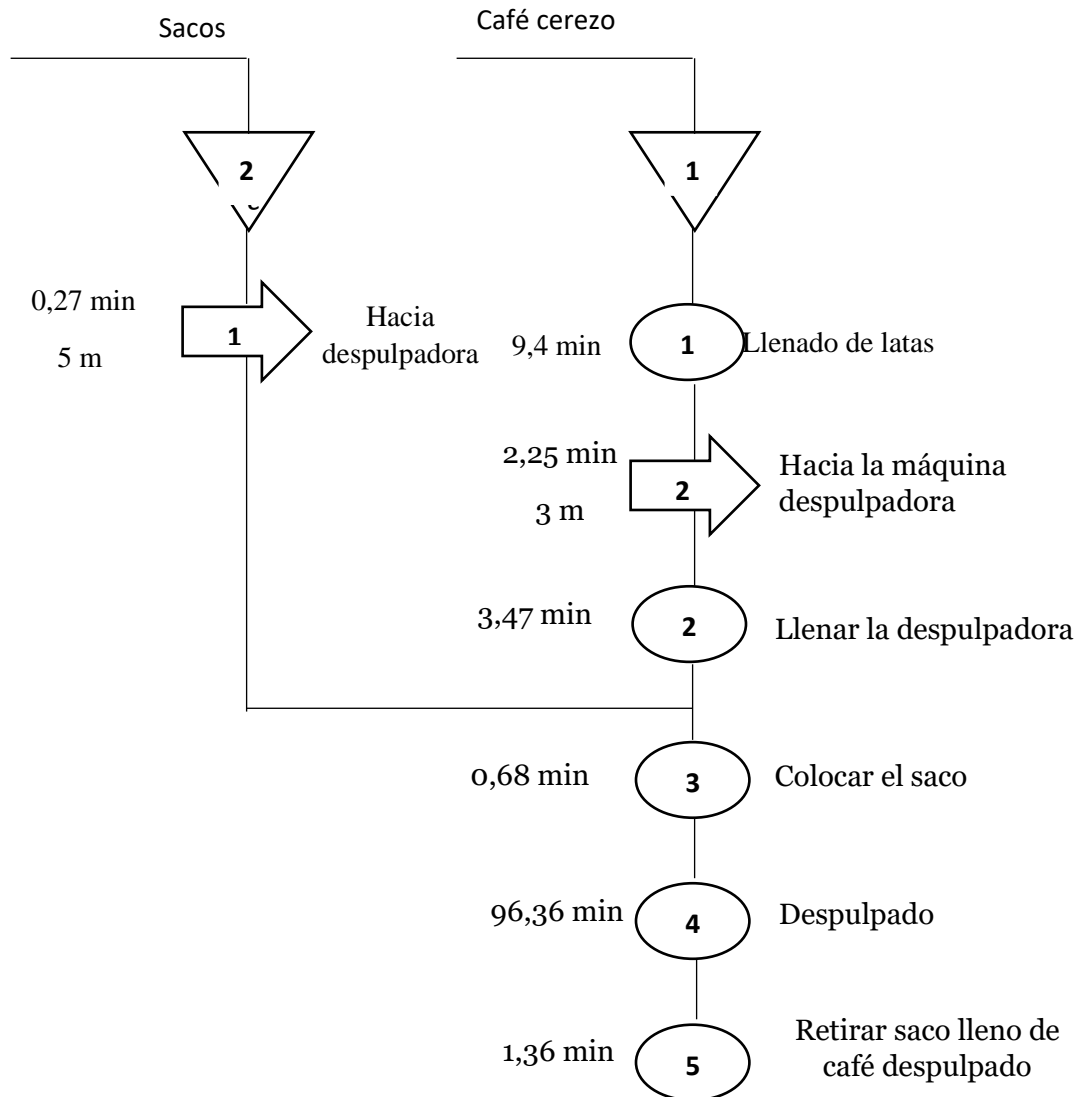 Sacos
Café cerezo
2
1
0,27 min
5 m
1
Hacia
despulpadora
9,4 min
1
Llenado de latas
2,25 min
3 m
2
Hacia la máquina
despulpadora
3,47 min
2
Llenar la despulpadora
0,68 min
3
Colocar el saco
96,36 min
4
Despulpado
1,36 min
5
Retirar saco lleno de
café despulpado